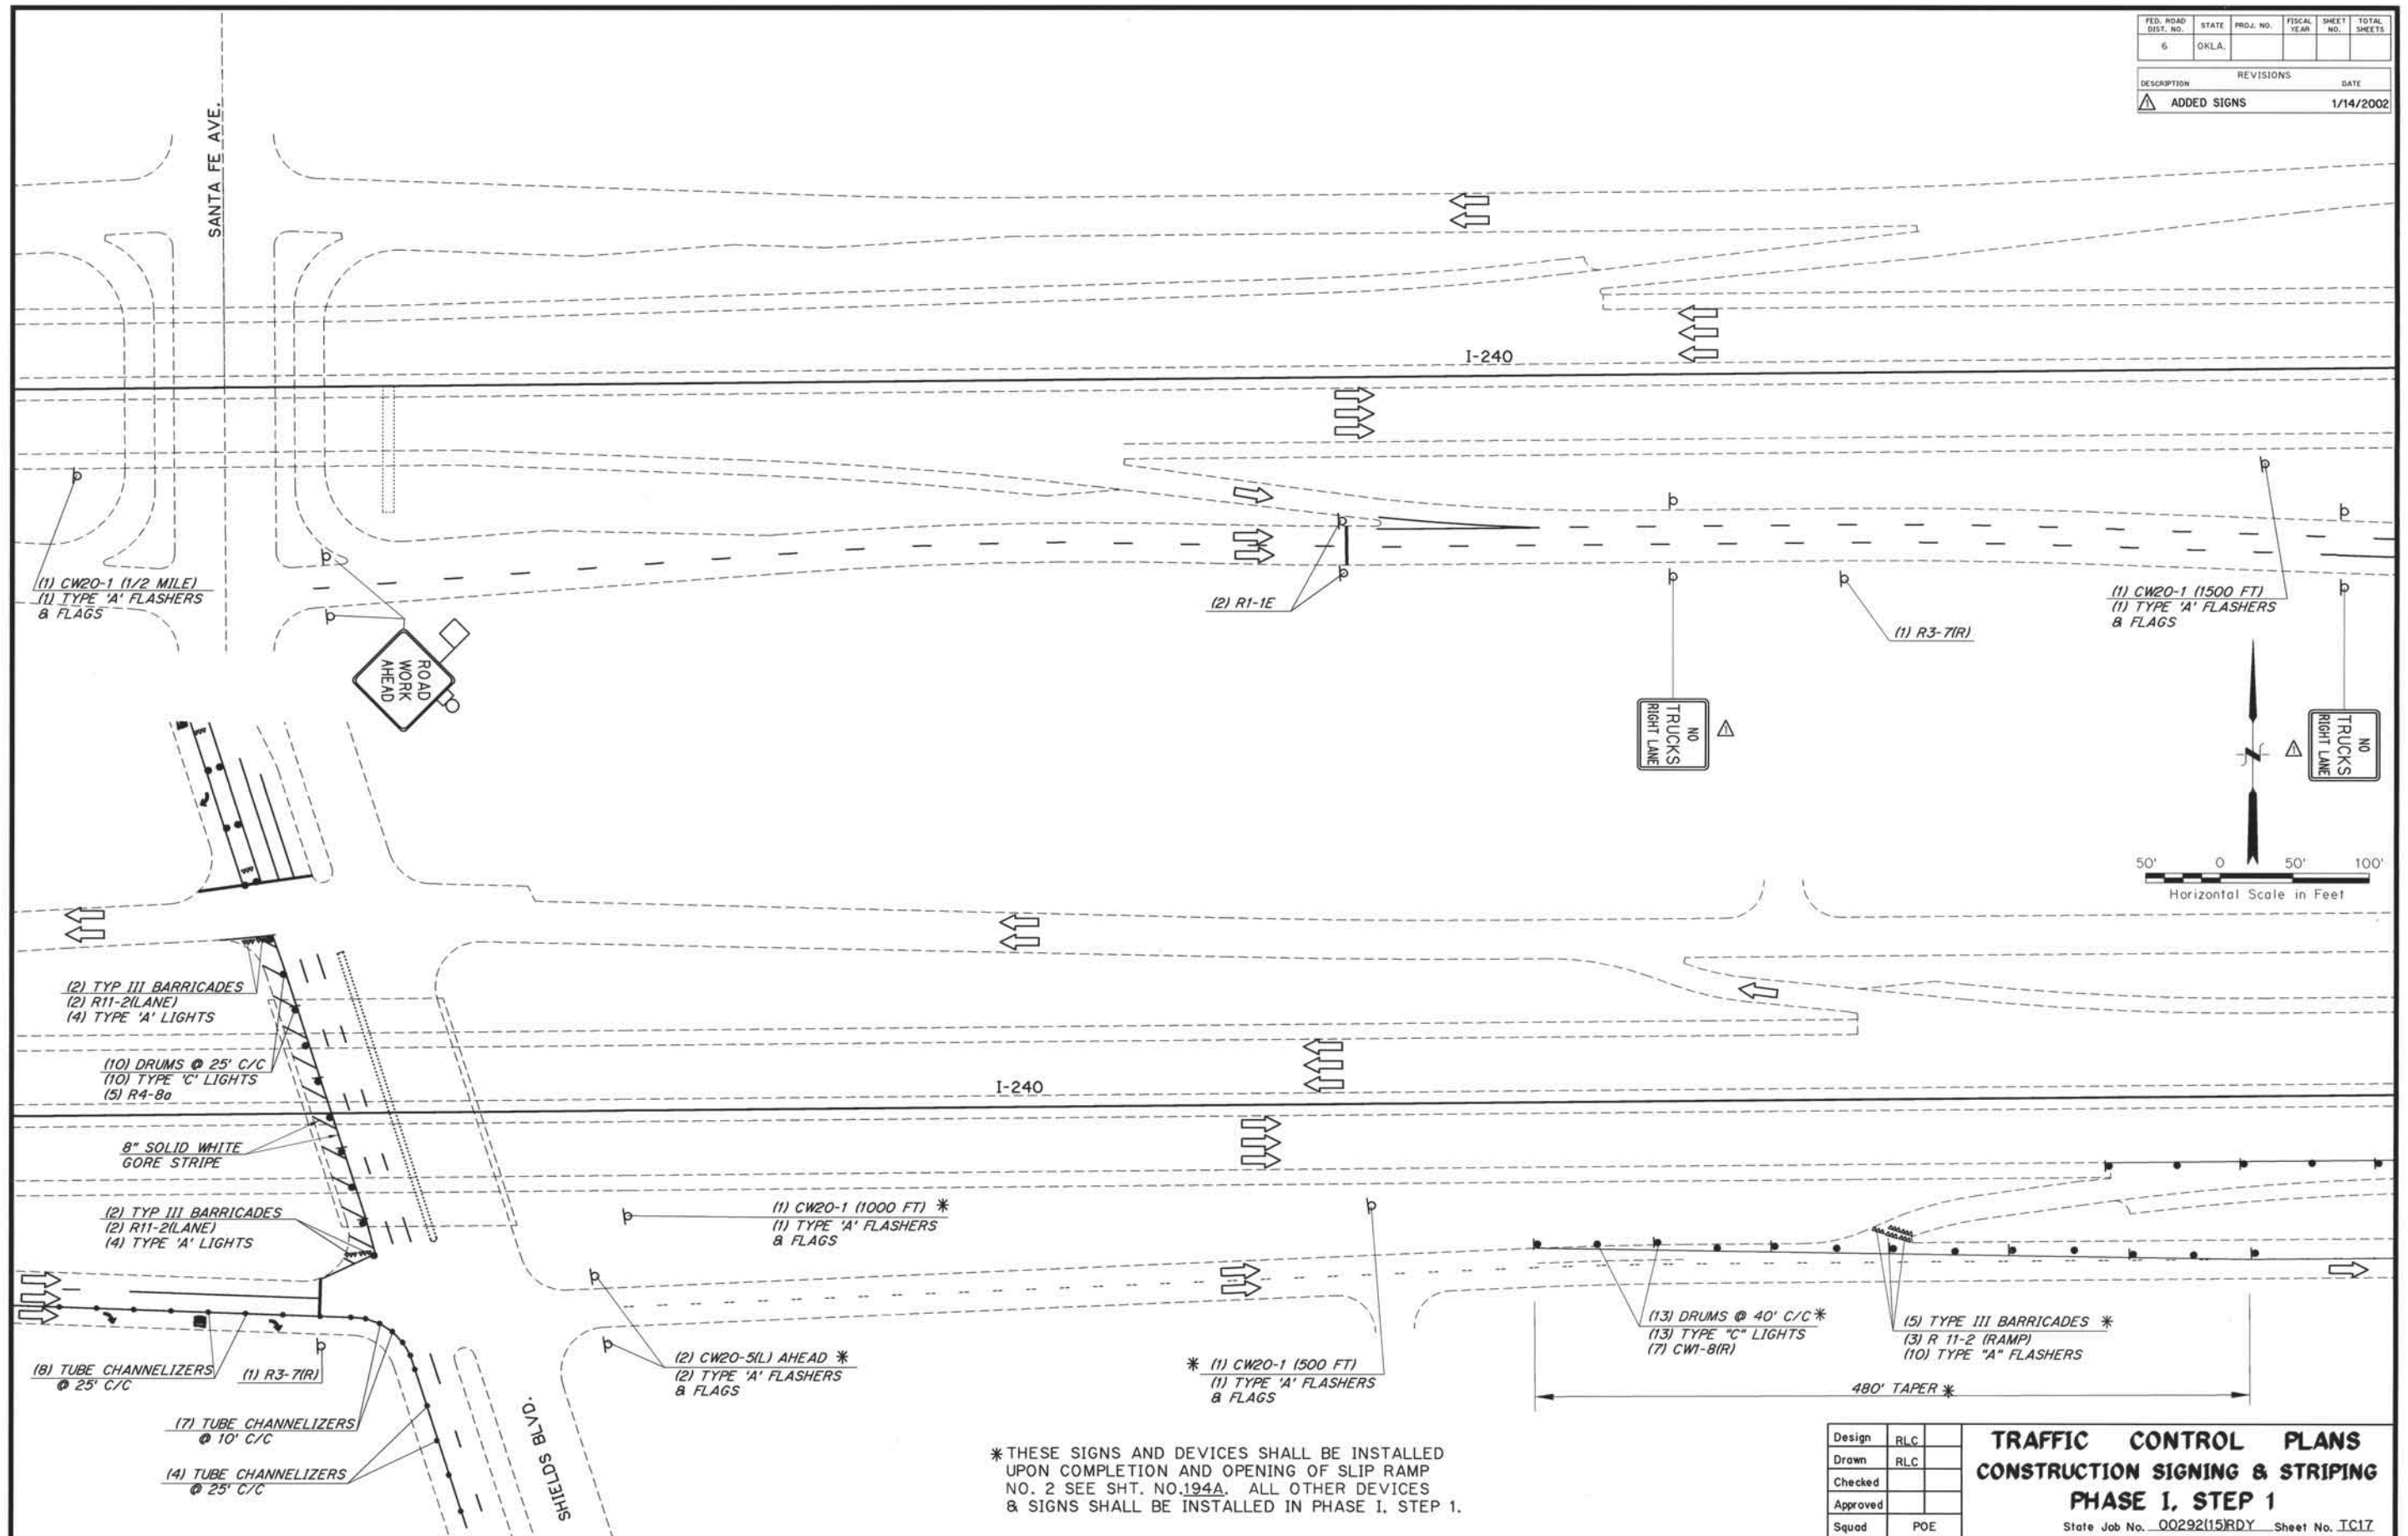 FED. ROAD DIST. NO.
STATE
PROJ. NO.
FISCAL YEAR
SHEET NO.
TOTAL SHEETS
6
OKLA.
REVISIONS
DESCRIPTION
DATE
1 ADDED SIGNS
1/14/2002
SANTA FE AVE.
I-240
(1) CW20-1 (1/2 MILE)
(1) TYPE 'A' FLASHERS
& FLAGS
ROAD
WORK
AHEAD
(2) R1-1E
(1) R3-7(R)
(1) CW20-1 (1500 FT)
(1) TYPE 'A' FLASHERS
& FLAGS
NO
TRUCKS
RIGHT LANE
1
NO
TRUCKS
RIGHT LANE
1
N
50'
0
50'
100'
Horizontal Scale in Feet
(2) TYP III BARRICADES
(2) R11-2(LANE)
(4) TYPE 'A' LIGHTS
(10) DRUMS @ 25' C/C
(10) TYPE 'C' LIGHTS
(5) R4-8a
I-240
8" SOLID WHITE
GORE STRIPE
(2) TYP III BARRICADES
(2) R11-2(LANE)
(4) TYPE 'A' LIGHTS
(1) CW20-1 (1000 FT) *
(1) TYPE 'A' FLASHERS
& FLAGS
(8) TUBE CHANNELIZERS
@ 25' C/C
(1) R3-7(R)
(7) TUBE CHANNELIZERS
@ 10' C/C
(4) TUBE CHANNELIZERS
@ 25' C/C
SHIELDS BLVD.
(2) CW20-5(L) AHEAD *
(2) TYPE 'A' FLASHERS
& FLAGS
* (1) CW20-1 (500 FT)
(1) TYPE 'A' FLASHERS
& FLAGS
(13) DRUMS @ 40' C/C *
(13) TYPE "C" LIGHTS
(7) CW1-8(R)
(5) TYPE III BARRICADES *
(3) R 11-2 (RAMP)
(10) TYPE "A" FLASHERS
480' TAPER *
* THESE SIGNS AND DEVICES SHALL BE INSTALLED
UPON COMPLETION AND OPENING OF SLIP RAMP
NO. 2 SEE SHT. NO.194A. ALL OTHER DEVICES
& SIGNS SHALL BE INSTALLED IN PHASE I, STEP 1.
Design RLC
Drawn RLC
Checked
Approved
Squad POE
TRAFFIC CONTROL PLANS
CONSTRUCTION SIGNING & STRIPING
PHASE I, STEP 1
State Job No. 00292(15)RDY Sheet No. TC17